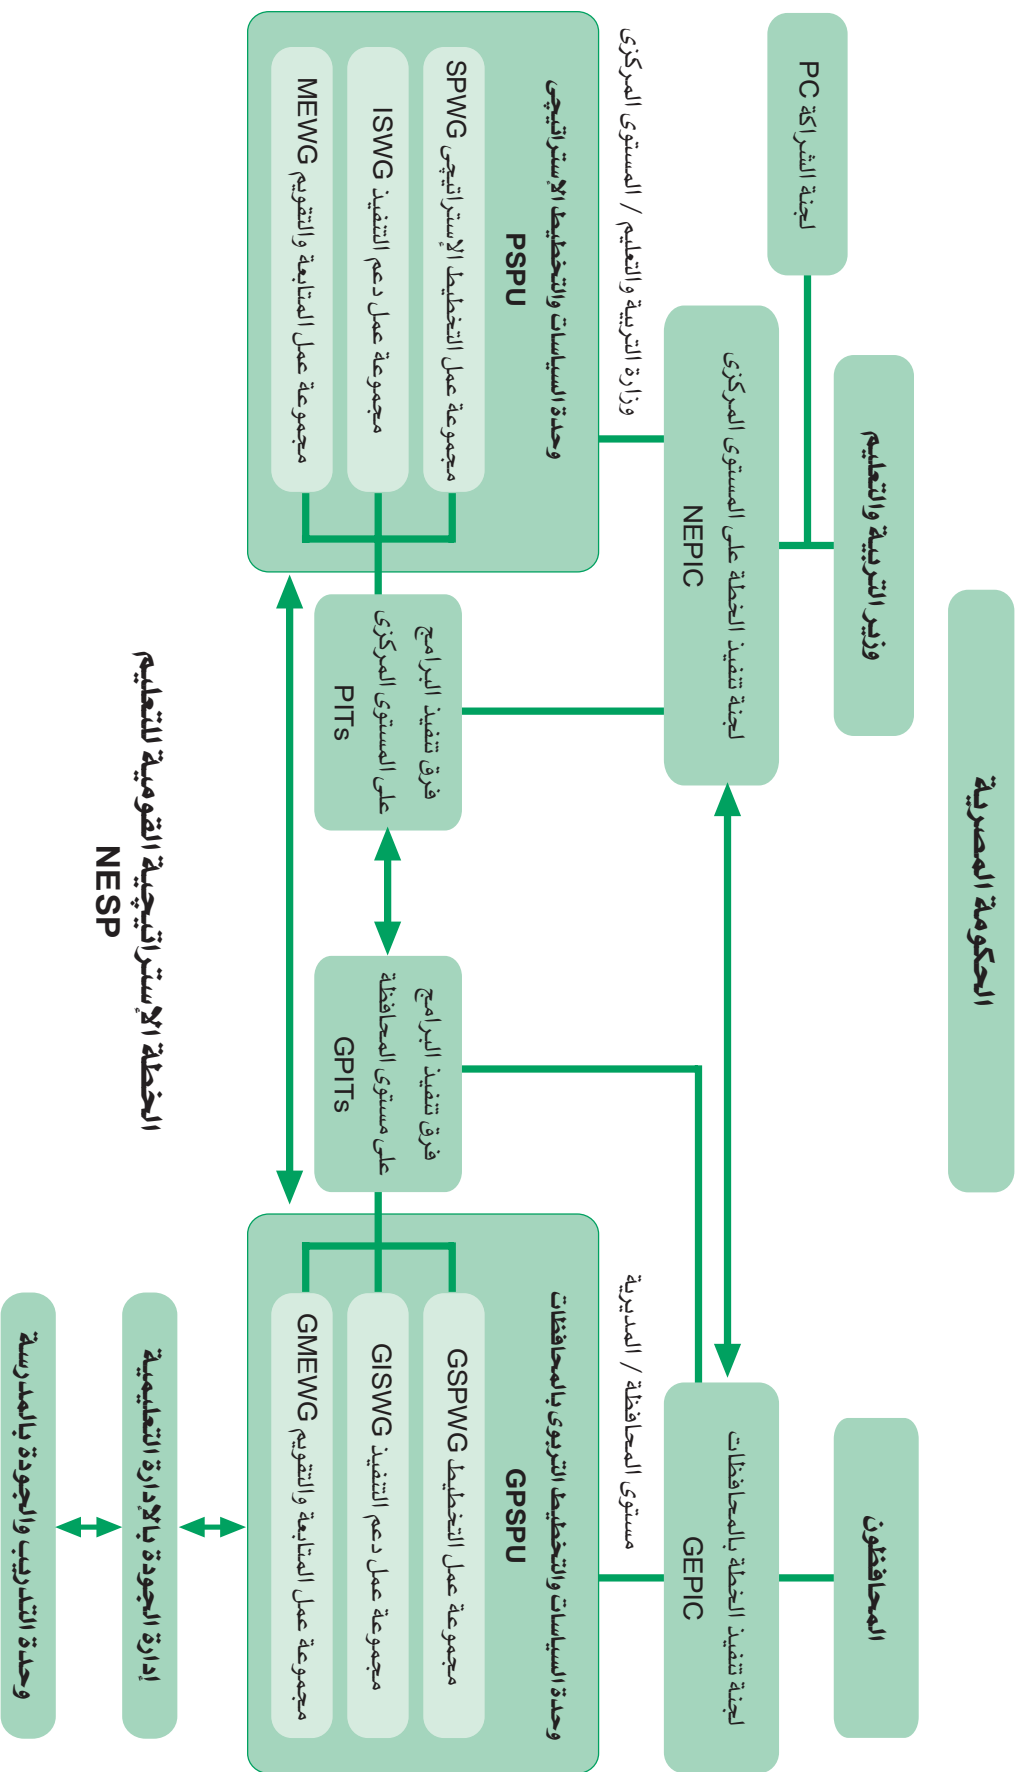 الحكومة المصرية
وزير التربية والتعليم
المحافظون
لجنة الشراكة PC
لجنة تنفيذ الخطة على المستوى المركزى
NEPIC
لجنة تنفيذ الخطة بالمحافظات
GEPIC
وزارة التربية والتعليم / المستوى المركزى
مستوى المحافظة / المديرية
وحدة السياسات والتخطيط الإستراتيچى
PSPU
مجموعة عمل التخطيط الإستراتيچى SPWG
مجموعة عمل دعم التنفيذ ISWG
مجموعة عمل المتابعة والتقويم MEWG
فرق تنفيذ البرامج
على المستوى المركزى
PITs
فرق تنفيذ البرامج
على مستوى المحافظة
GPITs
وحدة السياسات والتخطيط التربوى بالمحافظات
GPSPU
مجموعة عمل التخطيط GSPWG
مجموعة عمل دعم التنفيذ GISWG
مجموعة عمل المتابعة والتقويم GMEWG
إدارة الجودة بالإدارة التعليمية
وحدة التدريب والجودة بالمدرسة
الخطة الإستراتيچية القومية للتعليم
NESP